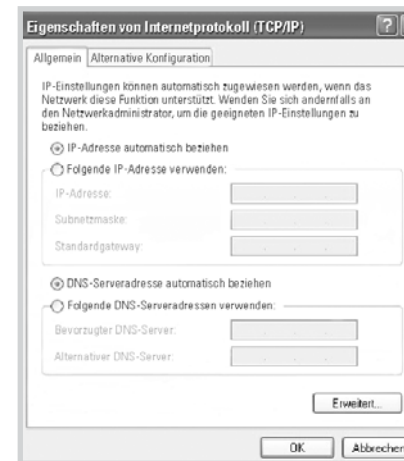 Eigenschaften von Internetprotokoll (TCP/IP)
Allgemein Alternative Konfiguration
IP-Einstellungen können automatisch zugewiesen werden, wenn das
Netzwerk diese Funktion unterstützt. Wenden Sie sich andernfalls an
den Netzwerkadministrator, um die geeigneten IP-Einstellungen zu
beziehen.
IP-Adresse automatisch beziehen
Folgende IP-Adresse verwenden:
IP-Adresse:
Subnetzmaske:
Standardgateway:
DNS-Serveradresse automatisch beziehen
Folgende DNS-Serveradressen verwenden:
Bevorzugter DNS-Server:
Alternativer DNS-Server:
Erweitert...
OK Abbrechen